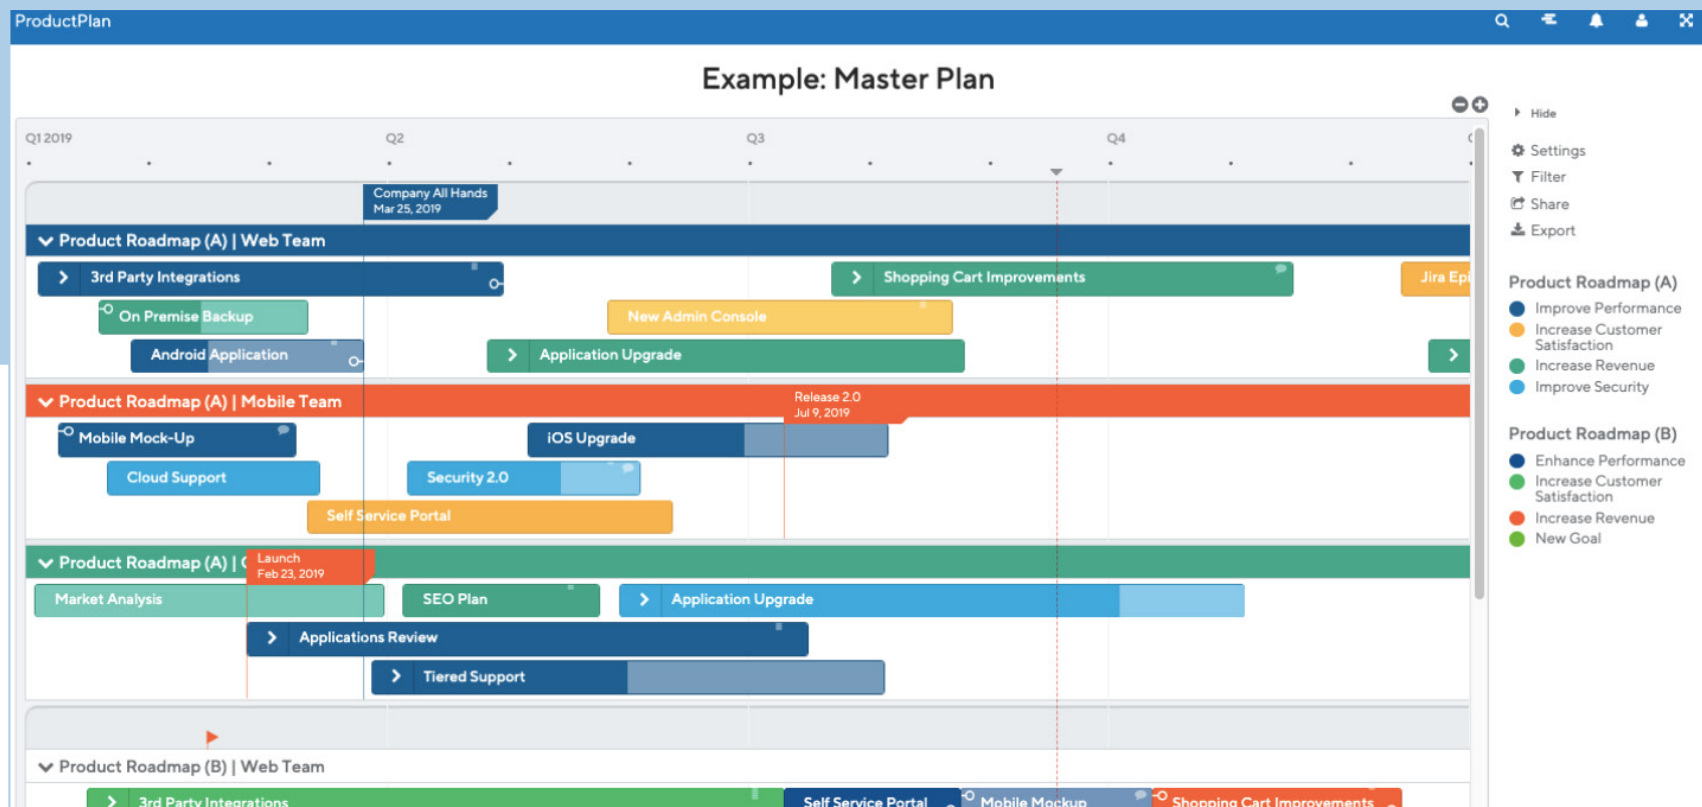 ProductPlan
Example: Master Plan
Hide
Q1 2019
Q2
Q3
Q4
Settings
Filter
Share
Export
Company All Hands
Mar 25, 2019
Product Roadmap (A) | Web Team
3rd Party Integrations
Shopping Cart Improvements
Jira Epi
On Premise Backup
New Admin Console
Android Application
Application Upgrade
Product Roadmap (A) | Mobile Team
Release 2.0
Jul 9, 2019
Mobile Mock-Up
iOS Upgrade
Cloud Support
Security 2.0
Self Service Portal
Product Roadmap (A) |
Launch
Feb 23, 2019
Market Analysis
SEO Plan
Application Upgrade
Applications Review
Tiered Support
Product Roadmap (B) | Web Team
3rd Party Integrations
Self Service Portal
Mobile Mockup
Shopping Cart Improvements
Product Roadmap (A)
Improve Performance
Increase Customer
Satisfaction
Increase Revenue
Improve Security
Product Roadmap (B)
Enhance Performance
Increase Customer
Satisfaction
Increase Revenue
New Goal